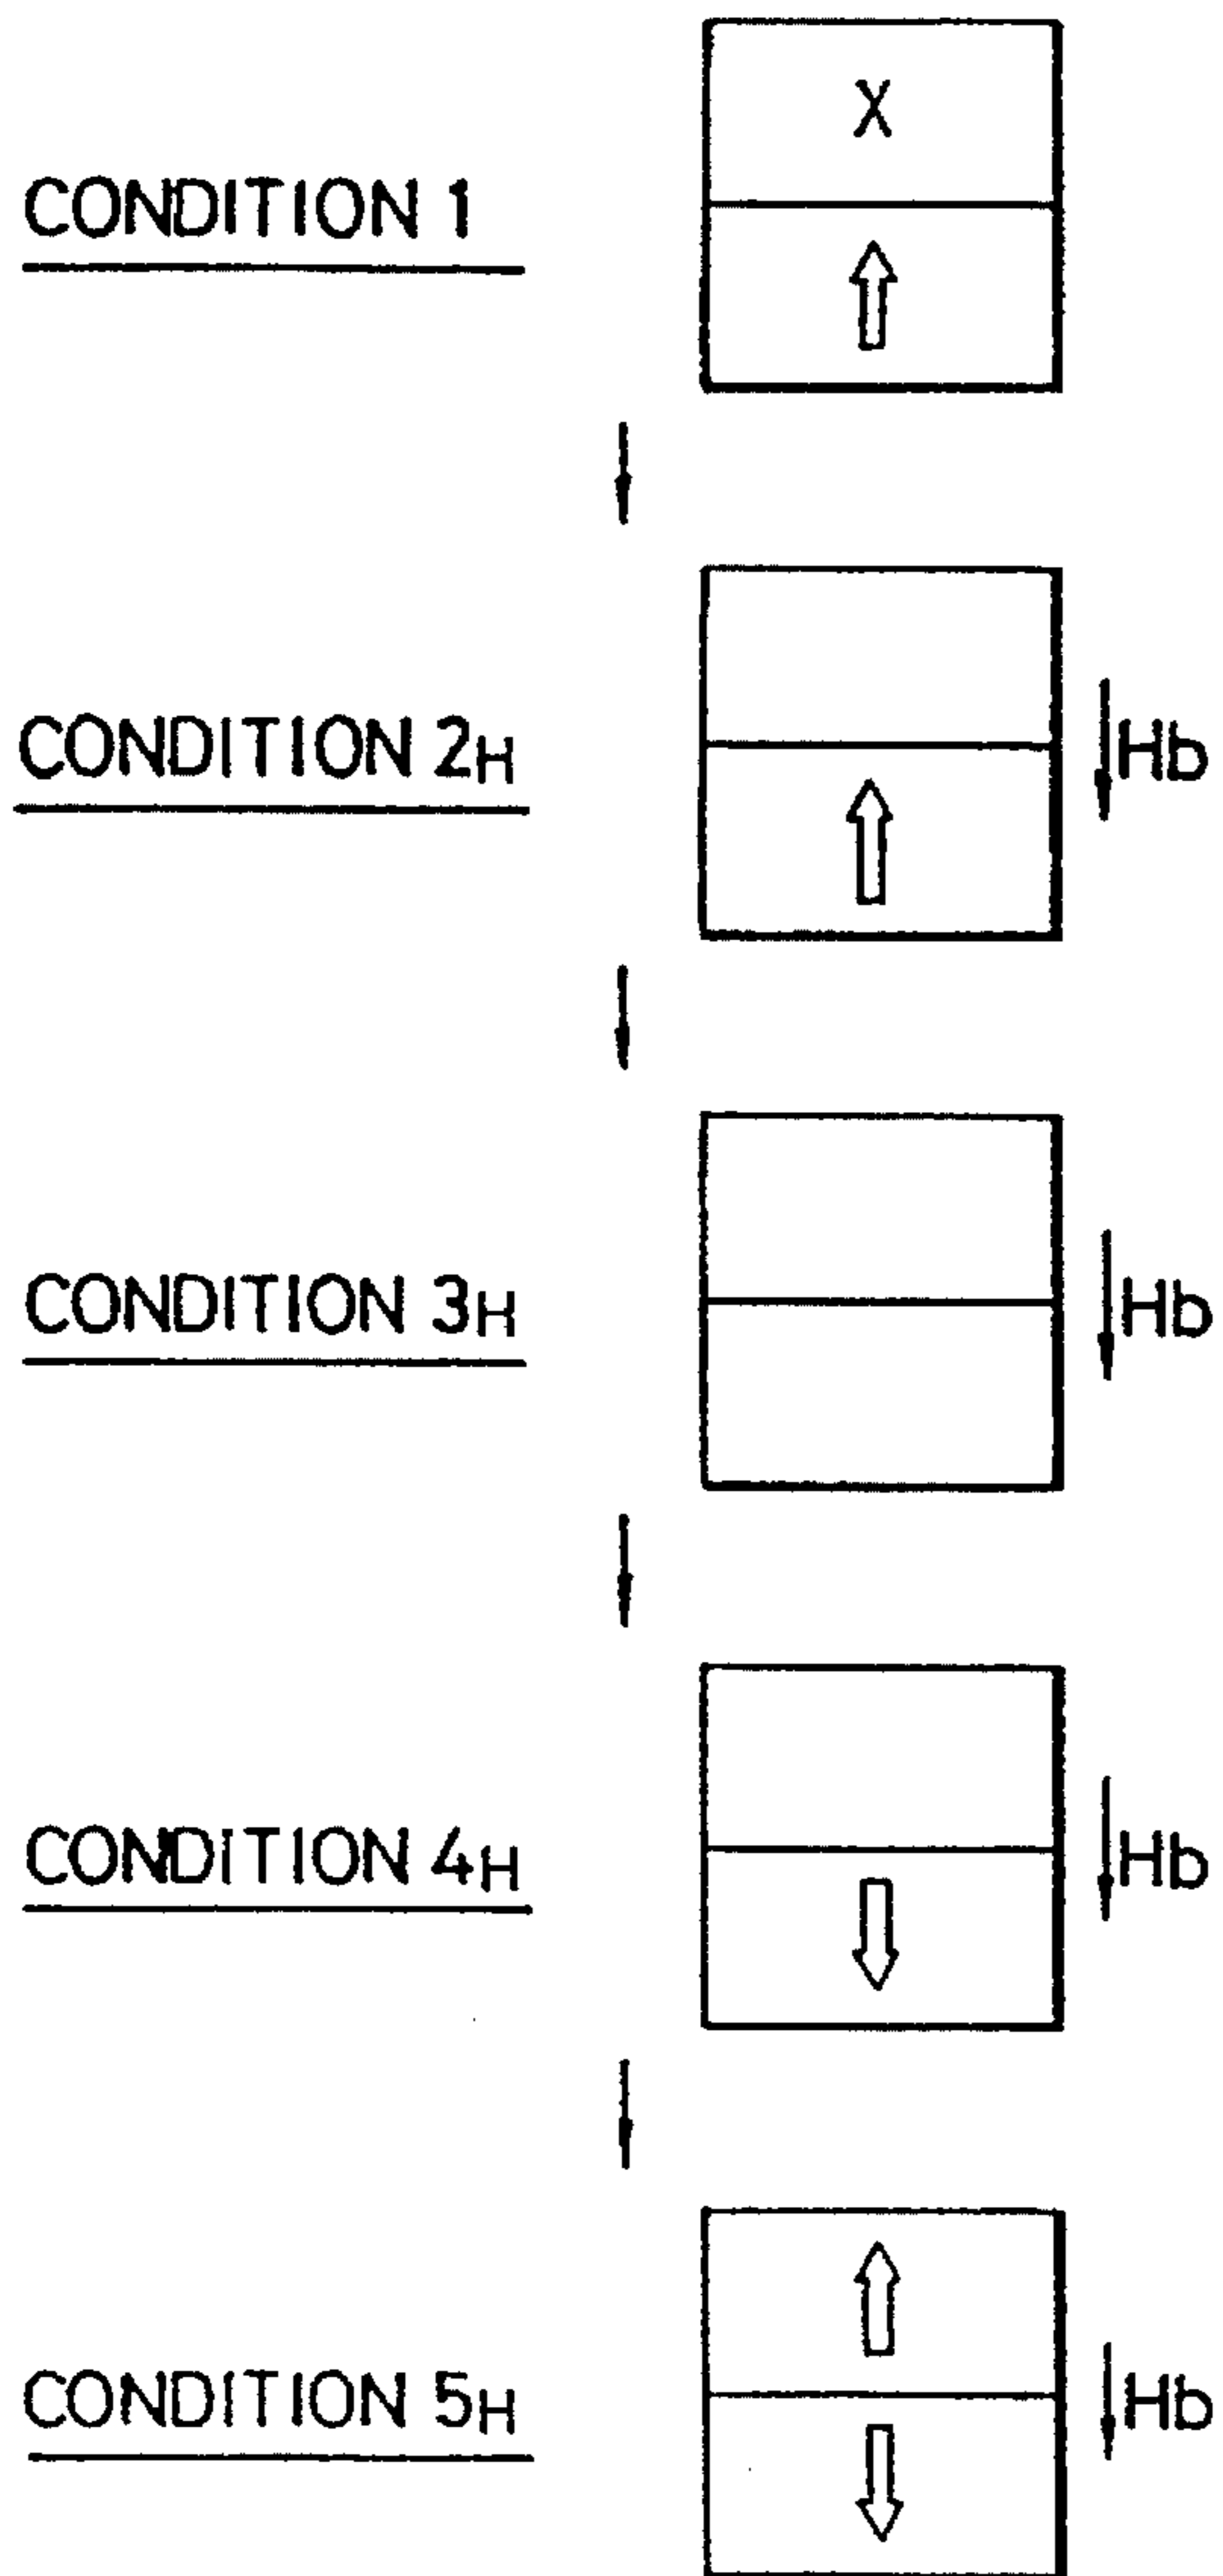 X
CONDITION 1
CONDITION 2H
Hb
CONDITION 3H
Hb
CONDITION 4H
Hb
CONDITION 5H
Hb